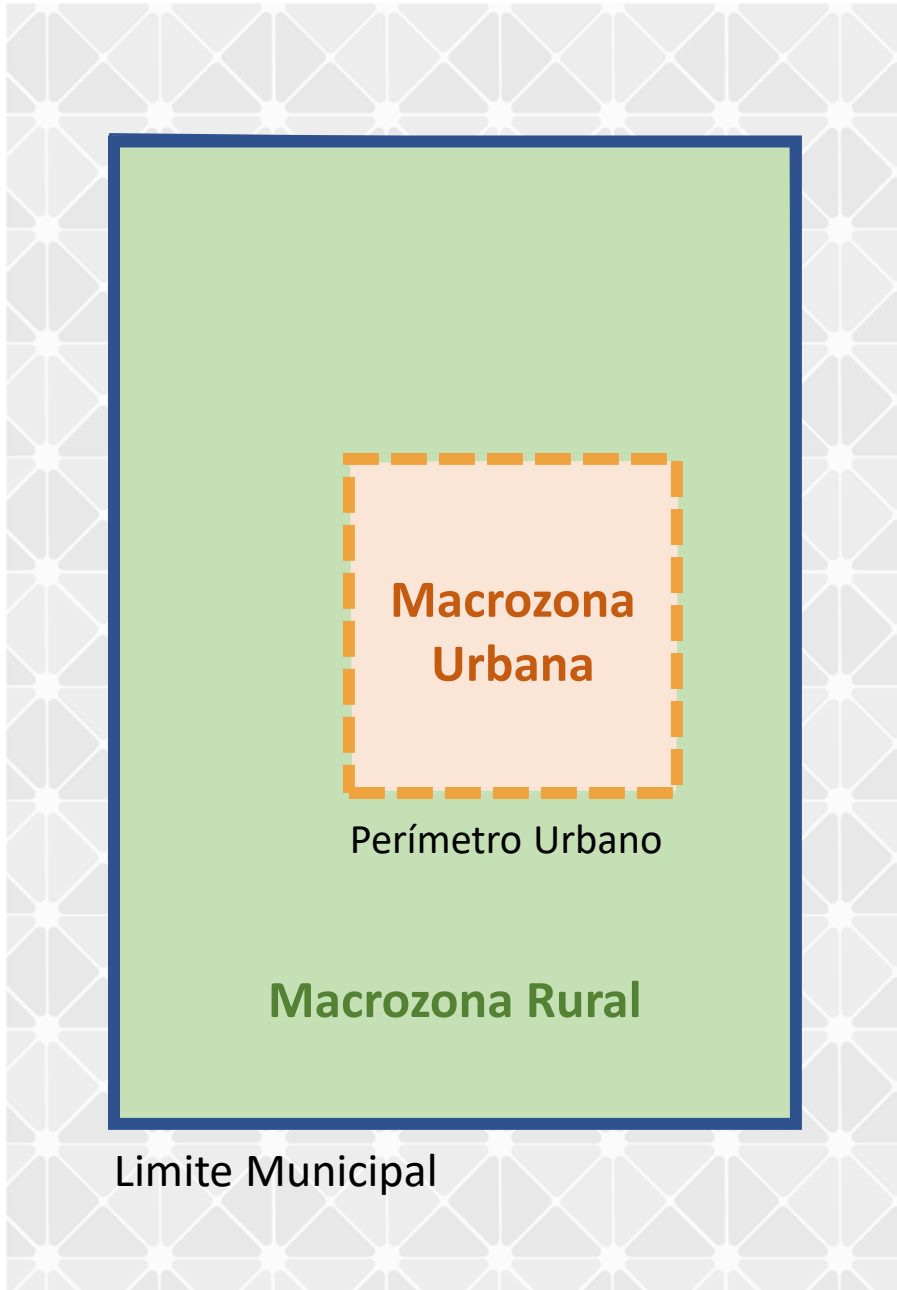 Macrozona
Urbana
Perímetro Urbano
Macrozona Rural
Limite Municipal